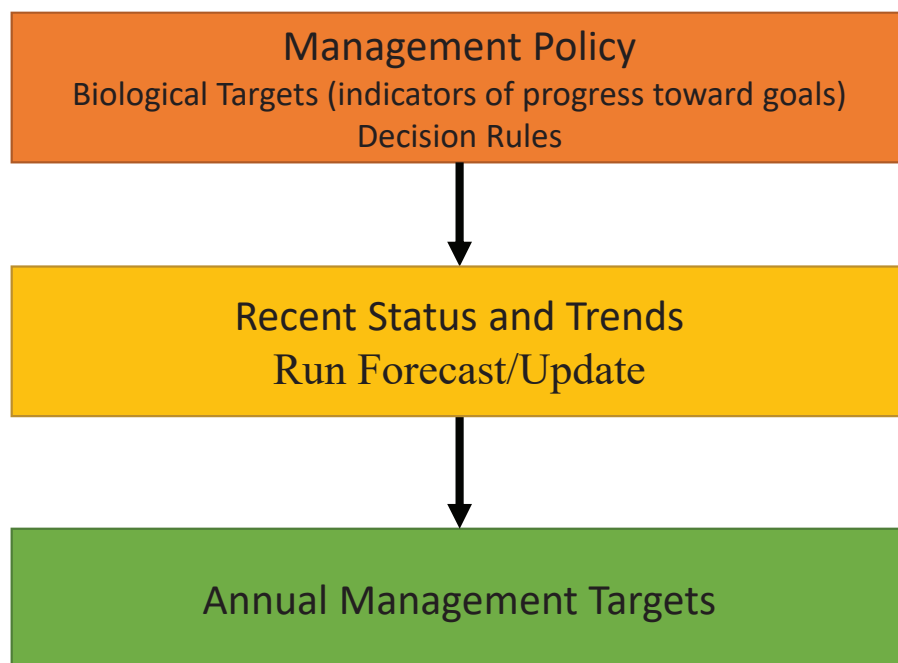 Management Policy
Biological Targets (indicators of progress toward goals)
Decision Rules
Recent Status and Trends
Run Forecast/Update
Annual Management Targets